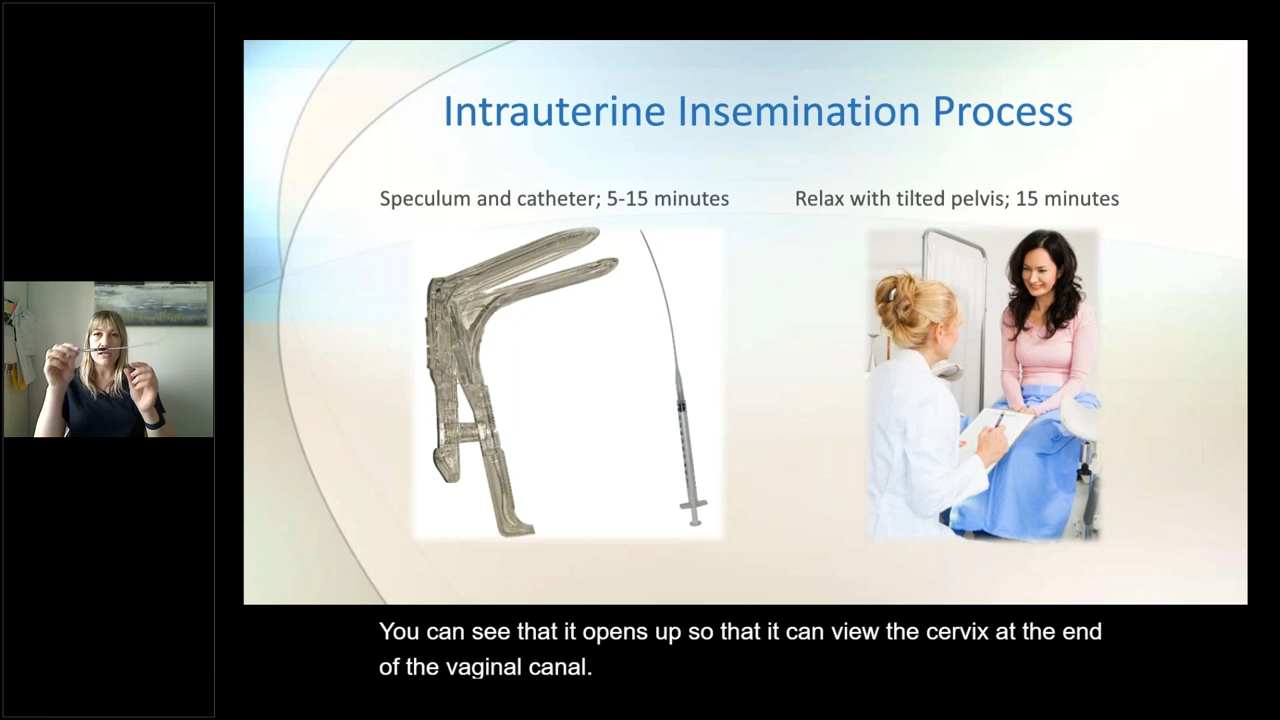 Intrauterine Insemination Process
Speculum and catheter; 5-15 minutes
Relax with tilted pelvis; 15 minutes
You can see that it opens up so that it can view the cervix at the end
of the vaginal canal.